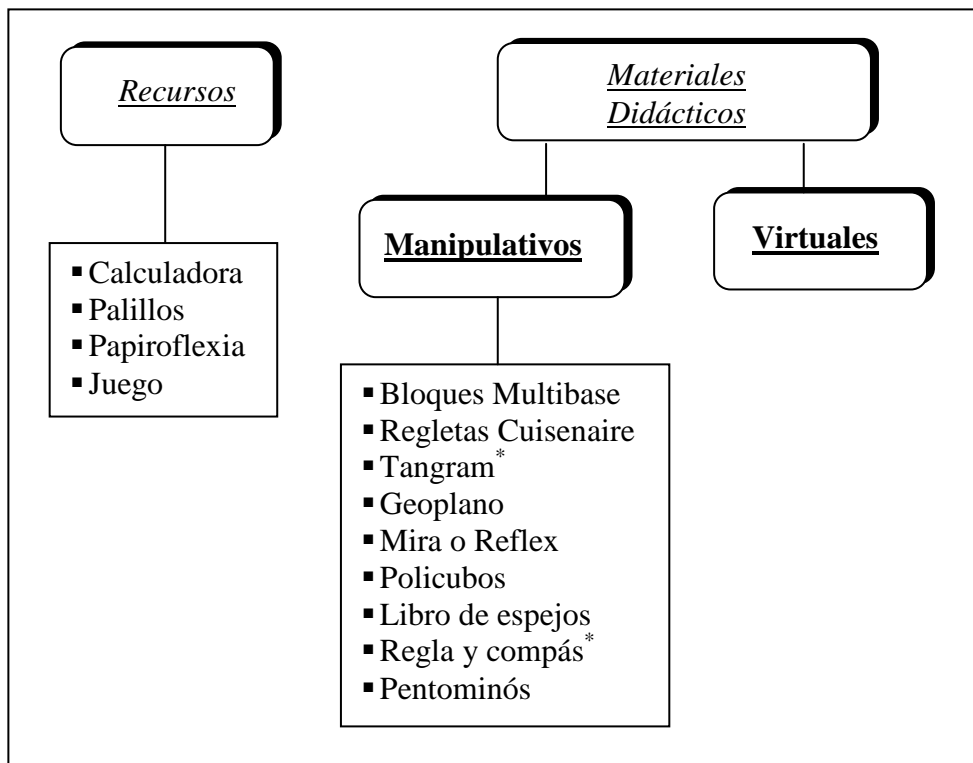 Recursos
Materiales
Didácticos
Manipulativos
Virtuales
▪ Calculadora
▪ Palillos
▪ Papiroflexia
▪ Juego
▪ Bloques Multibase
▪ Regletas Cuisenaire
▪ Tangram*
▪ Geoplano
▪ Mira o Reflex
▪ Policubos
▪ Libro de espejos
▪ Regla y compás*
▪ Pentominós